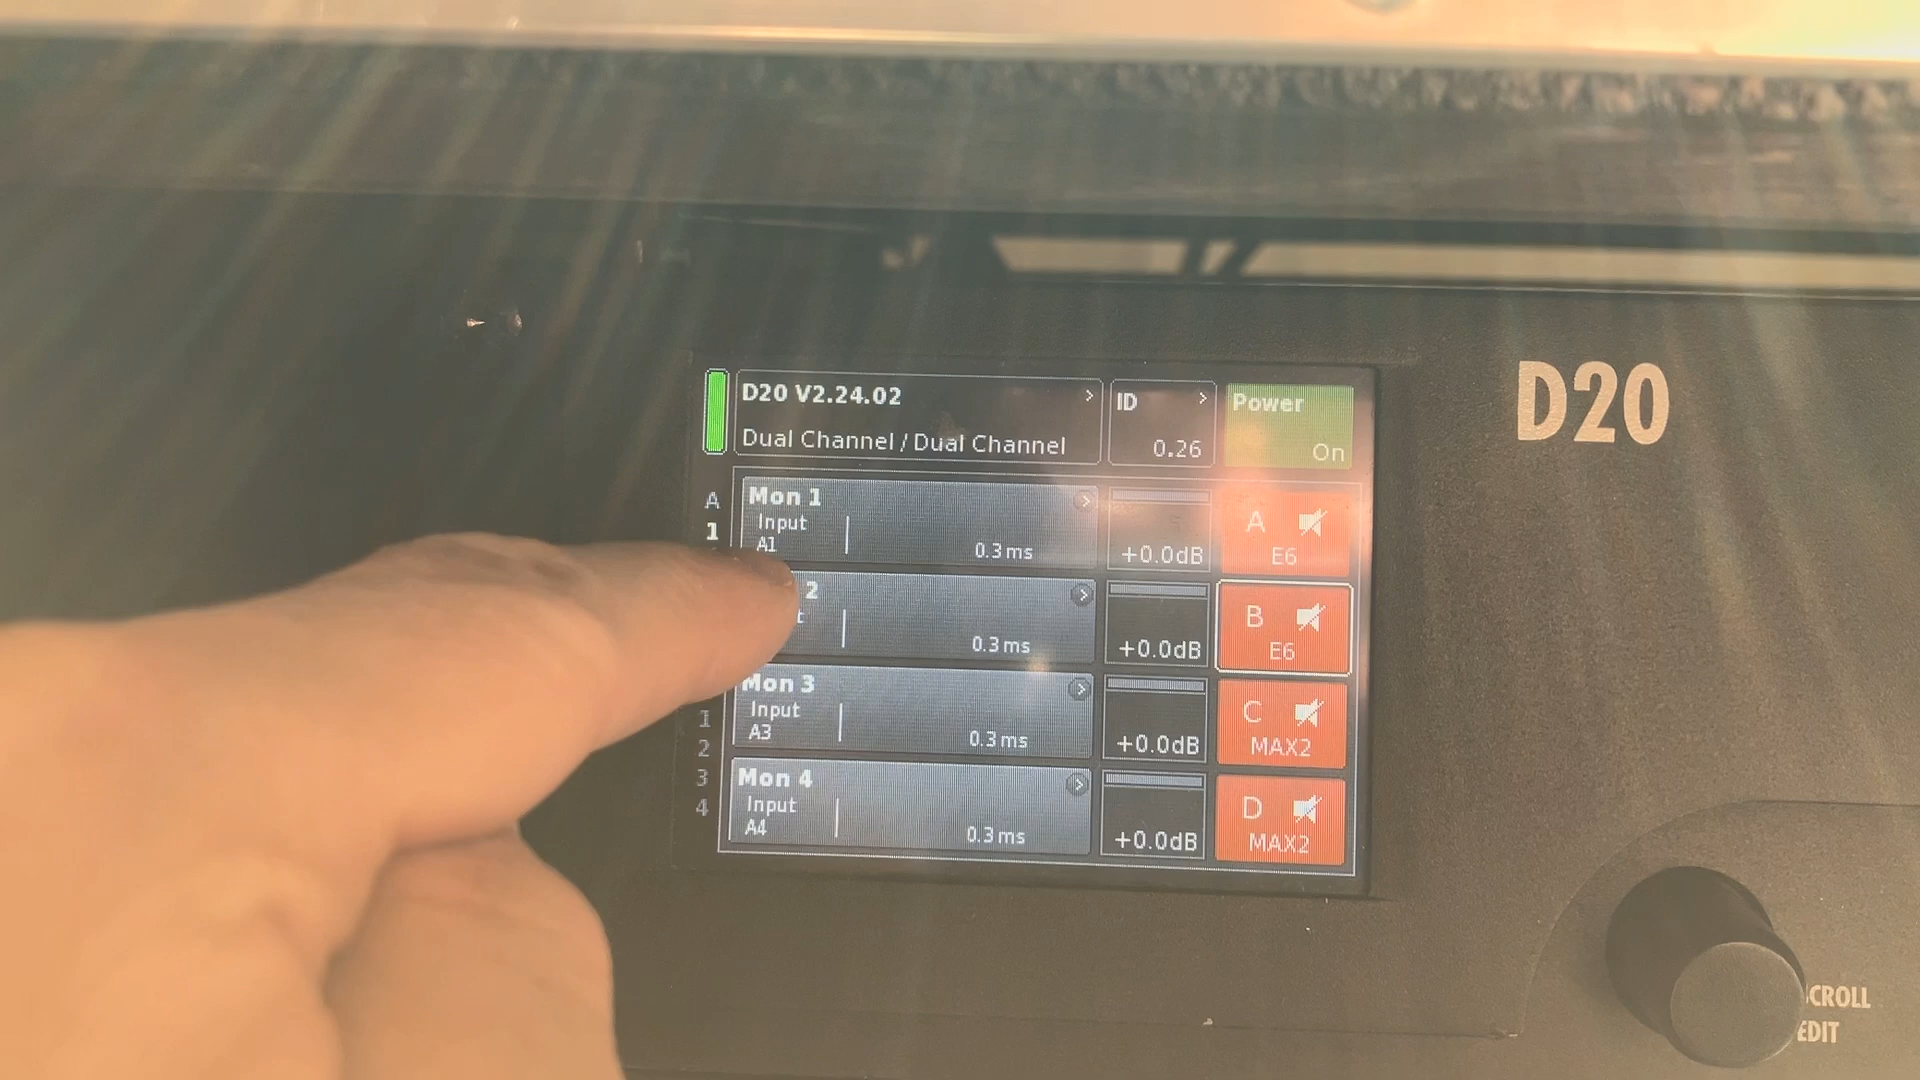 D20 V2.24.02
Dual Channel / Dual Channel
ID
0.26
Power
On
D20
A
1
Mon 1
Input
A1
0.3 ms
+0.0dB
A
E6
2
0.3 ms
+0.0dB
B
E6
Mon 3
Input
A3
0.3 ms
+0.0dB
C
MAX2
1
2
3
4
Mon 4
Input
A4
0.3 ms
+0.0dB
D
MAX2
SCROLL
EDIT